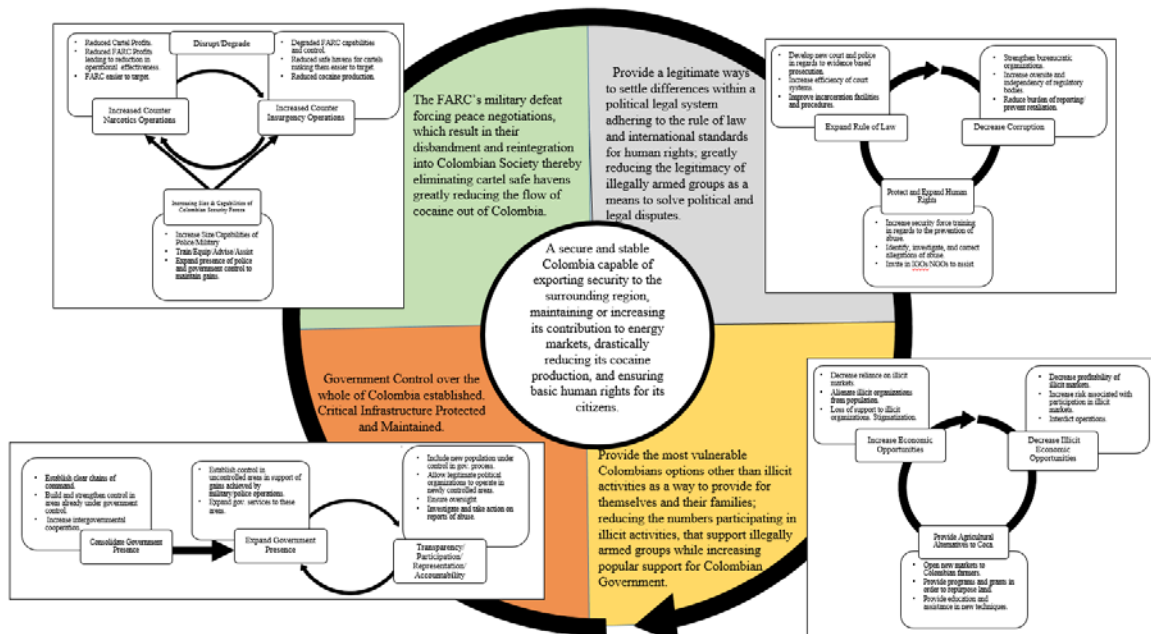 • Reduced Cartel Profits.
• Reduced FARC Profits
leading to reduction in
operational effectiveness.
• FARC easier to target.
Disrupt/Degrade
• Degraded FARC capabilities
and control.
• Reduced safe havens for cartels
making them easier to target.
• Reduced cocaine production.
Increased Counter
Narcotics Operations
Increased Counter
Insurgency Operations
Increasing Size & Capabilities of
Colombian Security Forces
• Increase Size/Capabilities of
Police/Military
• Train/Equip/Advise/Assist
• Expand presence of police
and government control to
maintain gains.
The FARC's military defeat
forcing peace negotiations,
which result in their
disbandment and reintegration
into Colombian Society thereby
eliminating cartel safe havens
greatly reducing the flow of
cocaine out of Colombia.
Provide a legitimate ways
to settle differences within a
political legal system
adhering to the rule of law
and international standards
for human rights; greatly
reducing the legitimacy of
illegally armed groups as a
means to solve political and
legal disputes.
• Develop new court and police
in regards to evidence based
prosecution.
• Increase efficiency of court
systems.
• Improve incarceration facilities
and procedures.
Expand Rule of Law
• Strengthen bureaucratic
organizations.
• Increase oversite and
independency of regulatory
bodies.
• Reduce burden of reporting/
prevent retaliation.
Decrease Corruption
Protect and Expand Human
Rights
• Increase security force training
in regards to the prevention of
abuse.
• Identify, investigate, and correct
allegations of abuse.
• Invite in IGOs/NGOs to assist
A secure and stable
Colombia capable of
exporting security to the
surrounding region,
maintaining or increasing
its contribution to energy
markets, drastically
reducing its cocaine
production, and ensuring
basic human rights for its
citizens.
Government Control over the
whole of Colombia established.
Critical Infrastructure Protected
and Maintained.
Provide the most vulnerable
Colombians options other than illicit
activities as a way to provide for
themselves and their families;
reducing the numbers participating in
illicit activities, that support illegally
armed groups while increasing
popular support for Colombian
Government.
• Establish clear chains of
command.
• Build and strengthen control in
areas already under government
control.
• Increase intergovernmental
cooperation.
Consolidate Government
Presence
• Establish control in
uncontrolled areas in support of
gains achieved by
military/police operations.
• Expand gov. services to these
areas.
Expand Government
Presence
• Include new population under
control in gov. process.
• Allow legitimate political
organizations to operate in
newly controlled areas.
• Ensure oversight.
• Investigate and take action on
reports of abuse.
Transparency/
Participation/
Representation/
Accountability
• Decrease reliance on illicit
markets.
• Alienate illicit organizations
from population.
• Loss of support to illicit
organizations. Stigmatization.
Increase Economic
Opportunities
• Decrease profitability of
illicit markets.
• Increase risk associated with
participation in illicit
markets.
• Interdict operations.
Decrease Illicit
Economic
Opportunities
Provide Agricultural
Alternatives to Coca
• Open new markets to
Colombian farmers.
• Provide programs and grants in
order to repurpose land.
• Provide education and
assistance in new techniques.